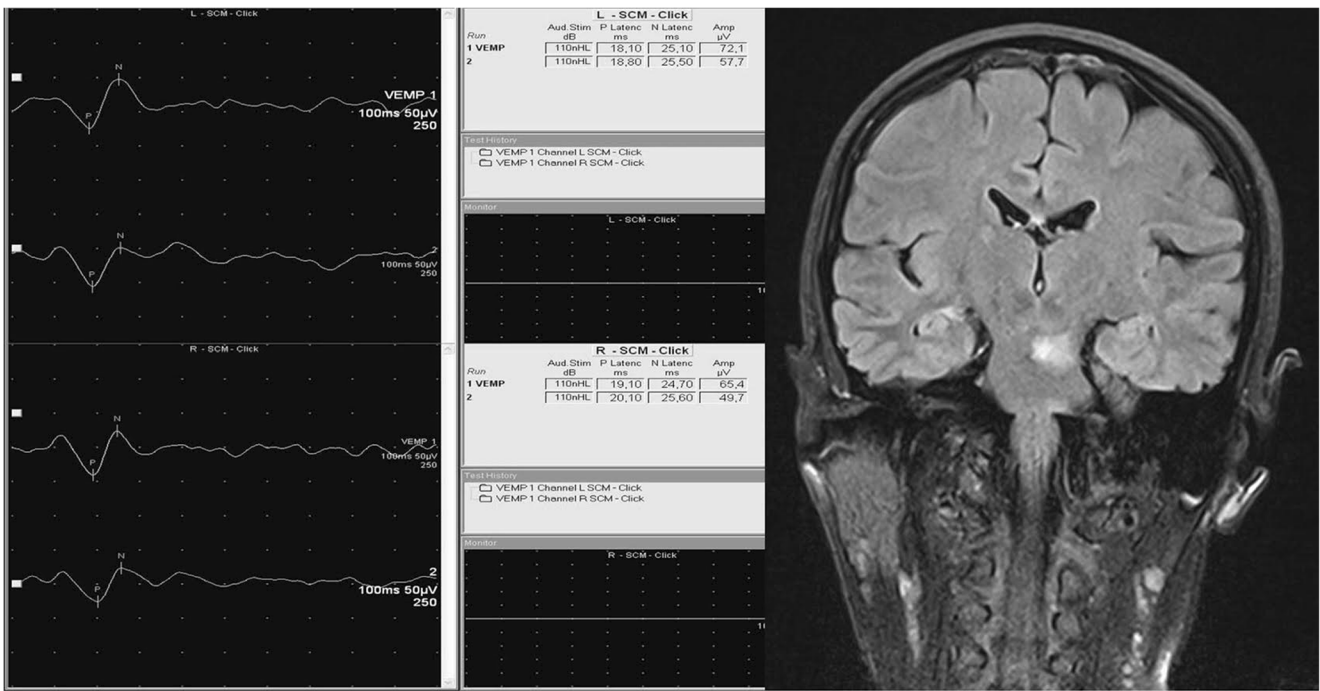 L - SCM - Click
N
P
VEMP 1
100ms 50µV
250
N
P
2
100ms 50µV
250
L - SCM - Click
Aud.Stim P Latenc N Latenc Amp
Run dB ms ms µV
1 VEMP 110nHL 18,10 25,10 72,1
2 110nHL 18,80 25,50 57,7
Test History
VEMP 1 Channel L SCM - Click
VEMP 1 Channel R SCM - Click
Monitor
L - SCM - Click
10
R - SCM - Click
N
P
VEMP 1
100ms 50µV
250
N
P
2
100ms 50µV
250
R - SCM - Click
Aud.Stim P Latenc N Latenc Amp
Run dB ms ms µV
1 VEMP 110nHL 19,10 24,70 65,4
2 110nHL 20,10 25,60 49,7
Test History
VEMP 1 Channel L SCM - Click
VEMP 1 Channel R SCM - Click
Monitor
R - SCM - Click
10